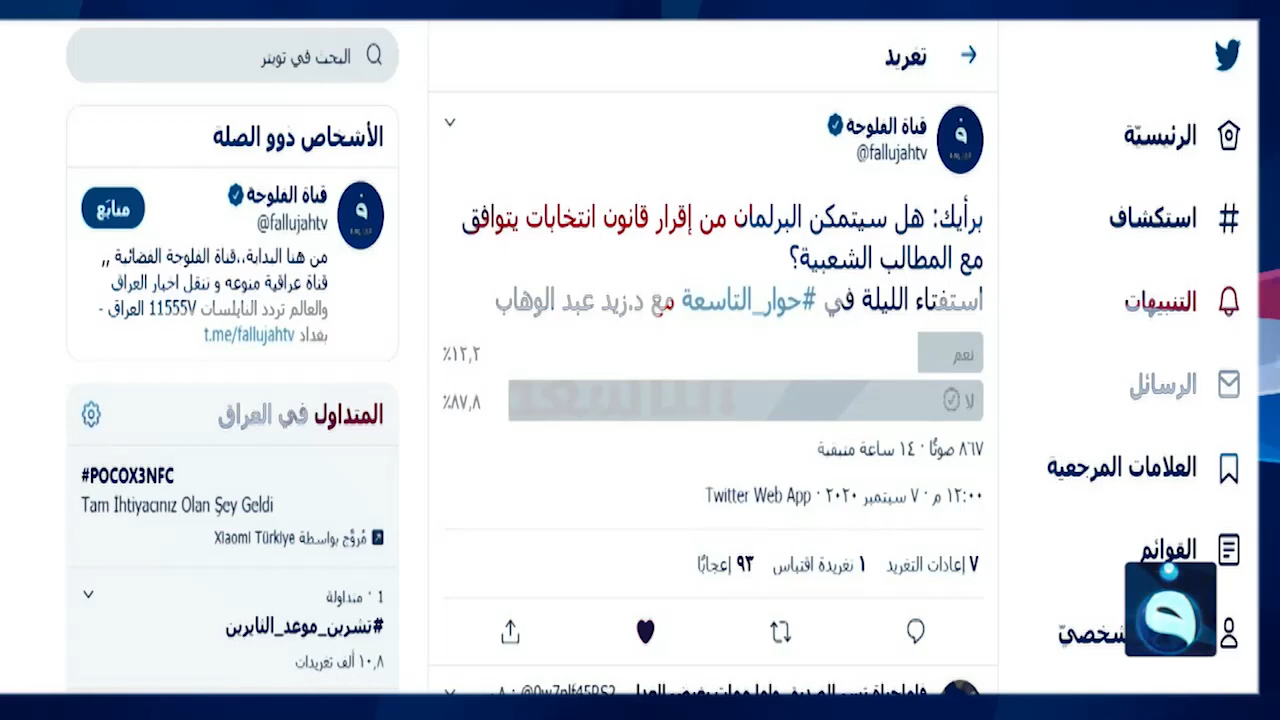 الرئيسيّة
استكشاف
التنبيهات
الرسائل
العلامات المرجعية
القوائم
تغريد
قناة الفلوجة
@fallujahtv
برأيك: هل سيتمكن البرلمان من إقرار قانون انتخابات يتوافق
مع المطالب الشعبية؟
استفتاء الليلة في #حوار_التاسعة مع د.زيد عبد الوهاب
نعم ٪١٢,٢
لا ٪٨٧,٨
٨٦٧ صوتًا · ١٤ ساعة متبقية
١٢:٠٠ م · ٧ سبتمبر ٢٠٢٠ · Twitter Web App
٧ إعادات التغريد ١ تغريدة اقتباس ٩٣ إعجابًا
البحث في تويتر
الأشخاص ذوو الصلة
قناة الفلوجة
@fallujahtv
متابَع
من هنا البداية،،قناة الفلوجة الفضائية ,,
قناة عراقية منوعه و تنقل اخبار العراق
والعالم تردد النايلسات 11555V العراق -
بغداد t.me/fallujahtv
المتداول في العراق
#POCOX3NFC
Tam İhtiyacınız Olan Şey Geldi
مُروَّج بواسطة Xiaomi Türkiye
1 · متداولة
#تشرين_موعد_الثايرين
١٠,٨ ألف تغريدات